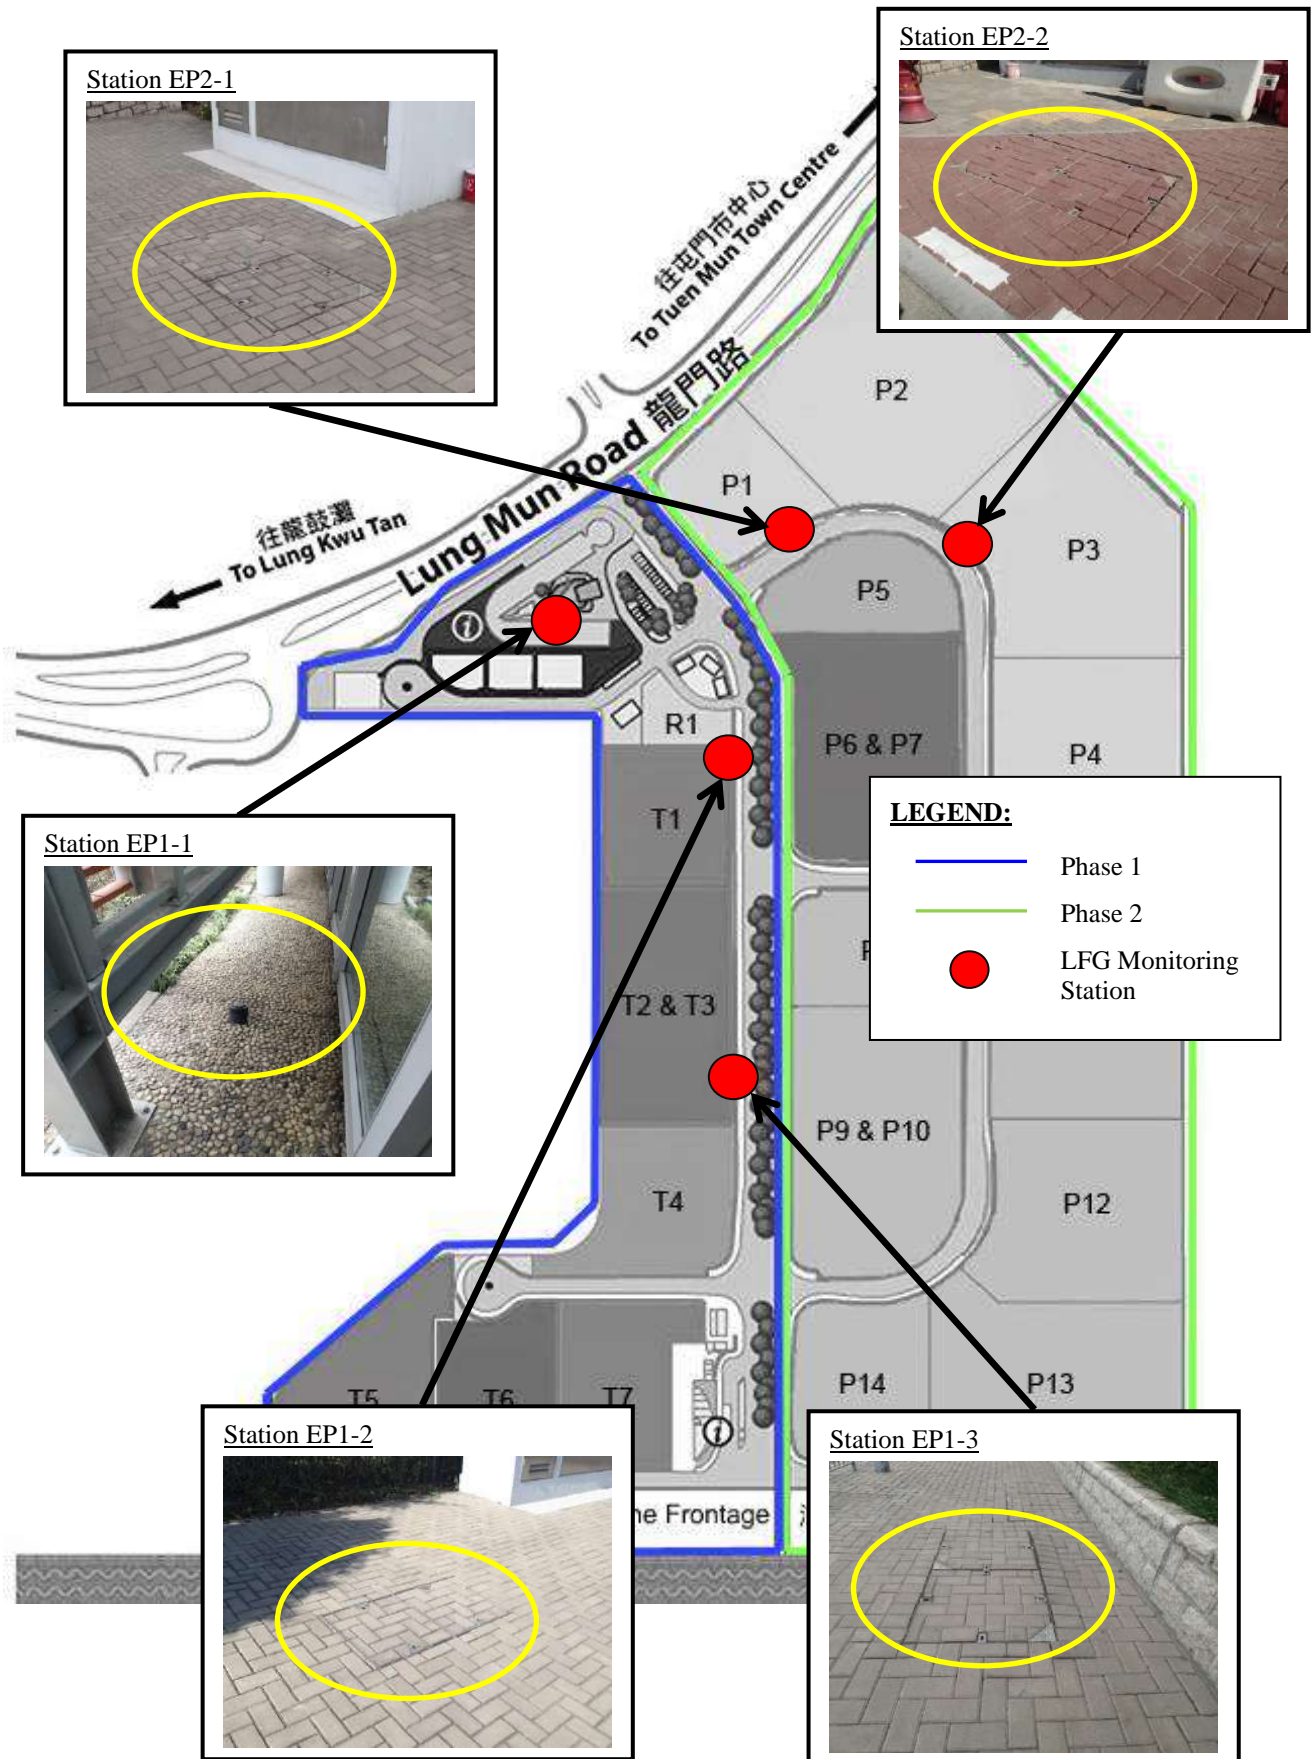 Station EP2-1
Station EP2-2
往屯門市中心
To Tuen Mun Town Centre
Lung Mun Road 龍門路
往龍鼓灘
To Lung Kwu Tan
P2
P1
P3
P5
P6 & P7
P4
R1
T1
LEGEND:
Phase 1
Phase 2
LFG Monitoring
Station
Station EP1-1
T2 & T3
P9 & P10
T4
P12
P14
P13
T5
T6
T7
Station EP1-2
Station EP1-3
ne Frontage